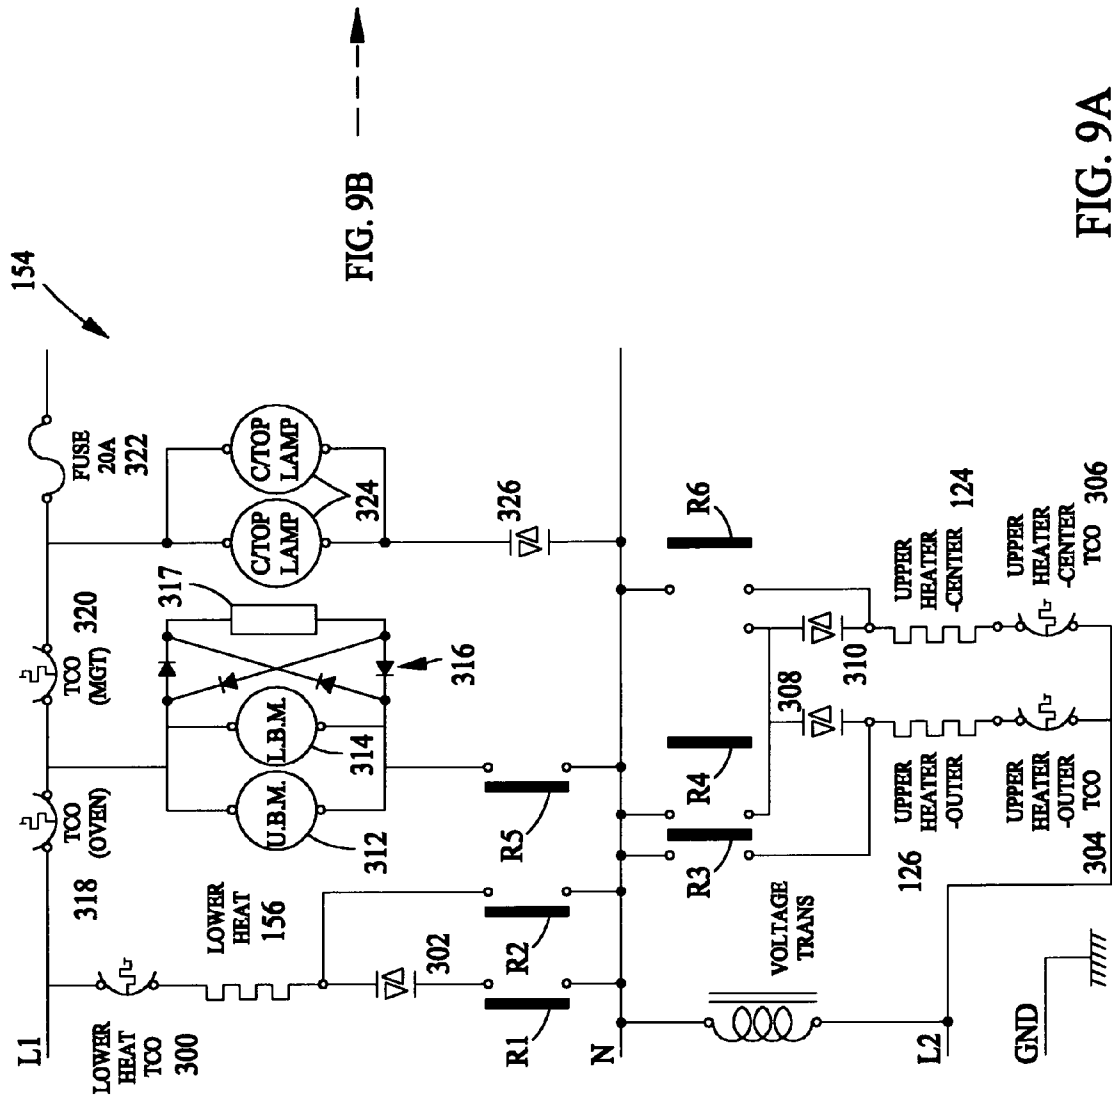 154
FIG. 9B
FIG. 9A
L1
LOWER
HEAT
TCO
300
318
TCO
(OVEN)
TCO
(MGT)
320
FUSE
20A
322
LOWER
HEAT
156
302
U.B.M.
312
L.B.M.
314
316
317
C/TOP
LAMP
C/TOP
LAMP
324
326
R1
R2
R5
N
R3
R4
R6
VOLTAGE
TRANS
308
310
126
UPPER
HEATER
-OUTER
UPPER
HEATER
-CENTER
124
304
UPPER
HEATER
-OUTER
TCO
UPPER
HEATER
-CENTER
TCO
306
L2
GND